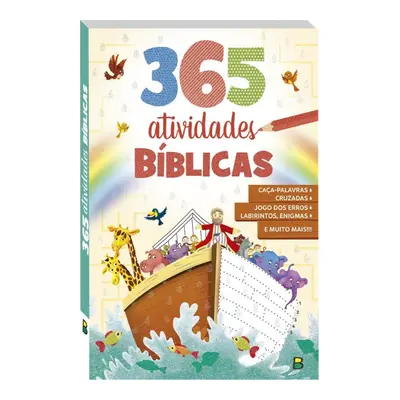 365
atividades
BÍBLICAS
CAÇA-PALAVRAS
CRUZADAS
JOGO DOS ERROS
LABIRINTOS, ENIGMAS
E MUITO MAIS!!!
365 atividades BÍBLICAS
B
B